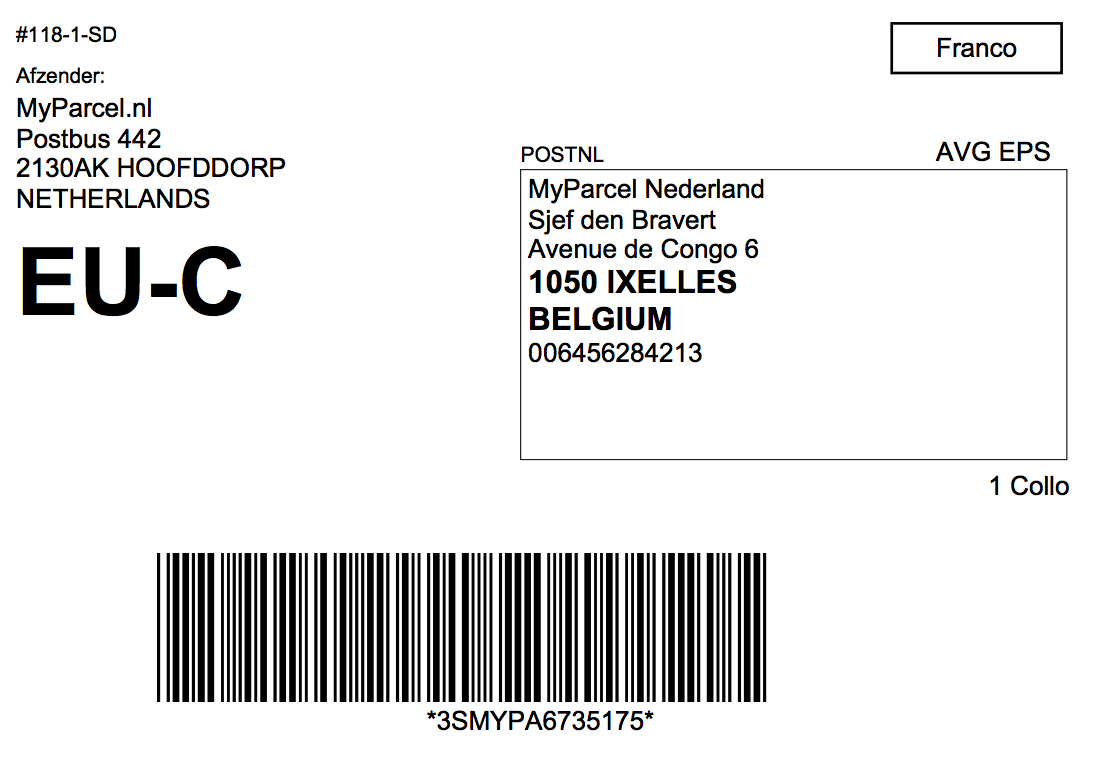 #118-1-SD
Franco
Afzender:
MyParcel.nl
Postbus 442
2130AK HOOFDDORP
NETHERLANDS
EU-C
POSTNL
AVG EPS
MyParcel Nederland
Sjef den Bravert
Avenue de Congo 6
1050 IXELLES
BELGIUM
006456284213
1 Collo
*3SMYPA6735175*